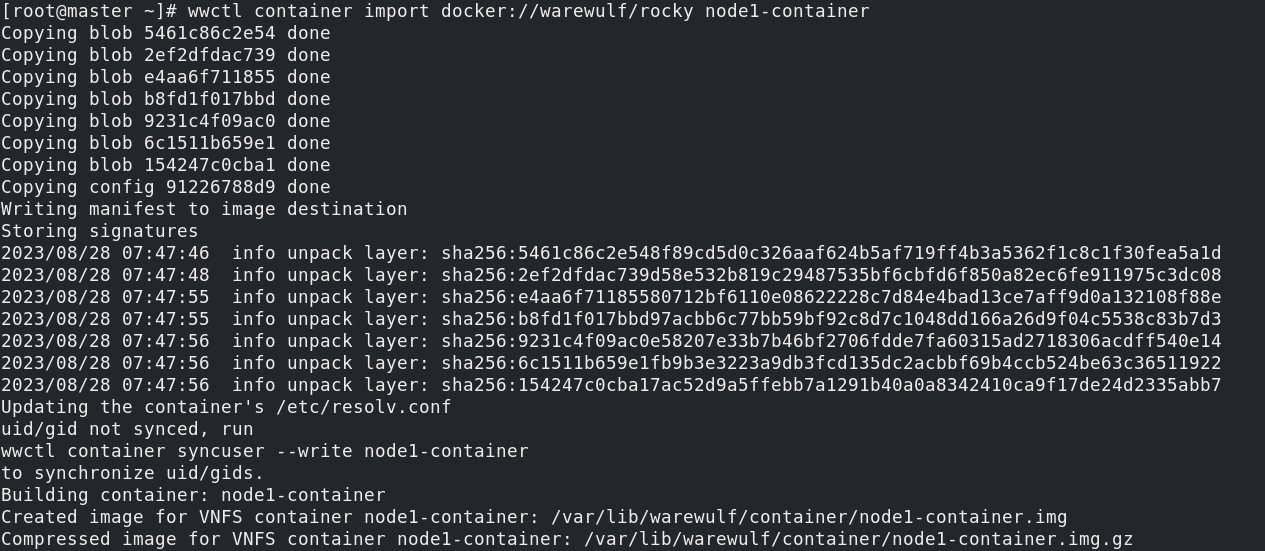 [root@master ~]# wwctl container import docker://warewulf/rocky node1-container
Copying blob 5461c86c2e54 done
Copying blob 2ef2dfdac739 done
Copying blob e4aa6f711855 done
Copying blob b8fd1f017bbd done
Copying blob 9231c4f09ac0 done
Copying blob 6c1511b659e1 done
Copying blob 154247c0cba1 done
Copying config 91226788d9 done
Writing manifest to image destination
Storing signatures
2023/08/28 07:47:46  info unpack layer: sha256:5461c86c2e548f89cd5d0c326aaf624b5af719ff4b3a5362f1c8c1f30fea5a1d
2023/08/28 07:47:48  info unpack layer: sha256:2ef2dfdac739d58e532b819c29487535bf6cbfd6f850a82ec6fe911975c3dc08
2023/08/28 07:47:55  info unpack layer: sha256:e4aa6f71185580712bf6110e08622228c7d84e4bad13ce7aff9d0a132108f88e
2023/08/28 07:47:55  info unpack layer: sha256:b8fd1f017bbd97acbb6c77bb59bf92c8d7c1048dd166a26d9f04c5538c83b7d3
2023/08/28 07:47:56  info unpack layer: sha256:9231c4f09ac0e58207e33b7b46bf2706fdde7fa60315ad2718306acdff540e14
2023/08/28 07:47:56  info unpack layer: sha256:6c1511b659e1fb9b3e3223a9db3fcd135dc2acbbf69b4ccb524be63c36511922
2023/08/28 07:47:56  info unpack layer: sha256:154247c0cba17ac52d9a5ffebb7a1291b40a0a8342410ca9f17de24d2335abb7
Updating the container's /etc/resolv.conf
uid/gid not synced, run
wwctl container syncuser --write node1-container
to synchronize uid/gids.
Building container: node1-container
Created image for VNFS container node1-container: /var/lib/warewulf/container/node1-container.img
Compressed image for VNFS container node1-container: /var/lib/warewulf/container/node1-container.img.gz